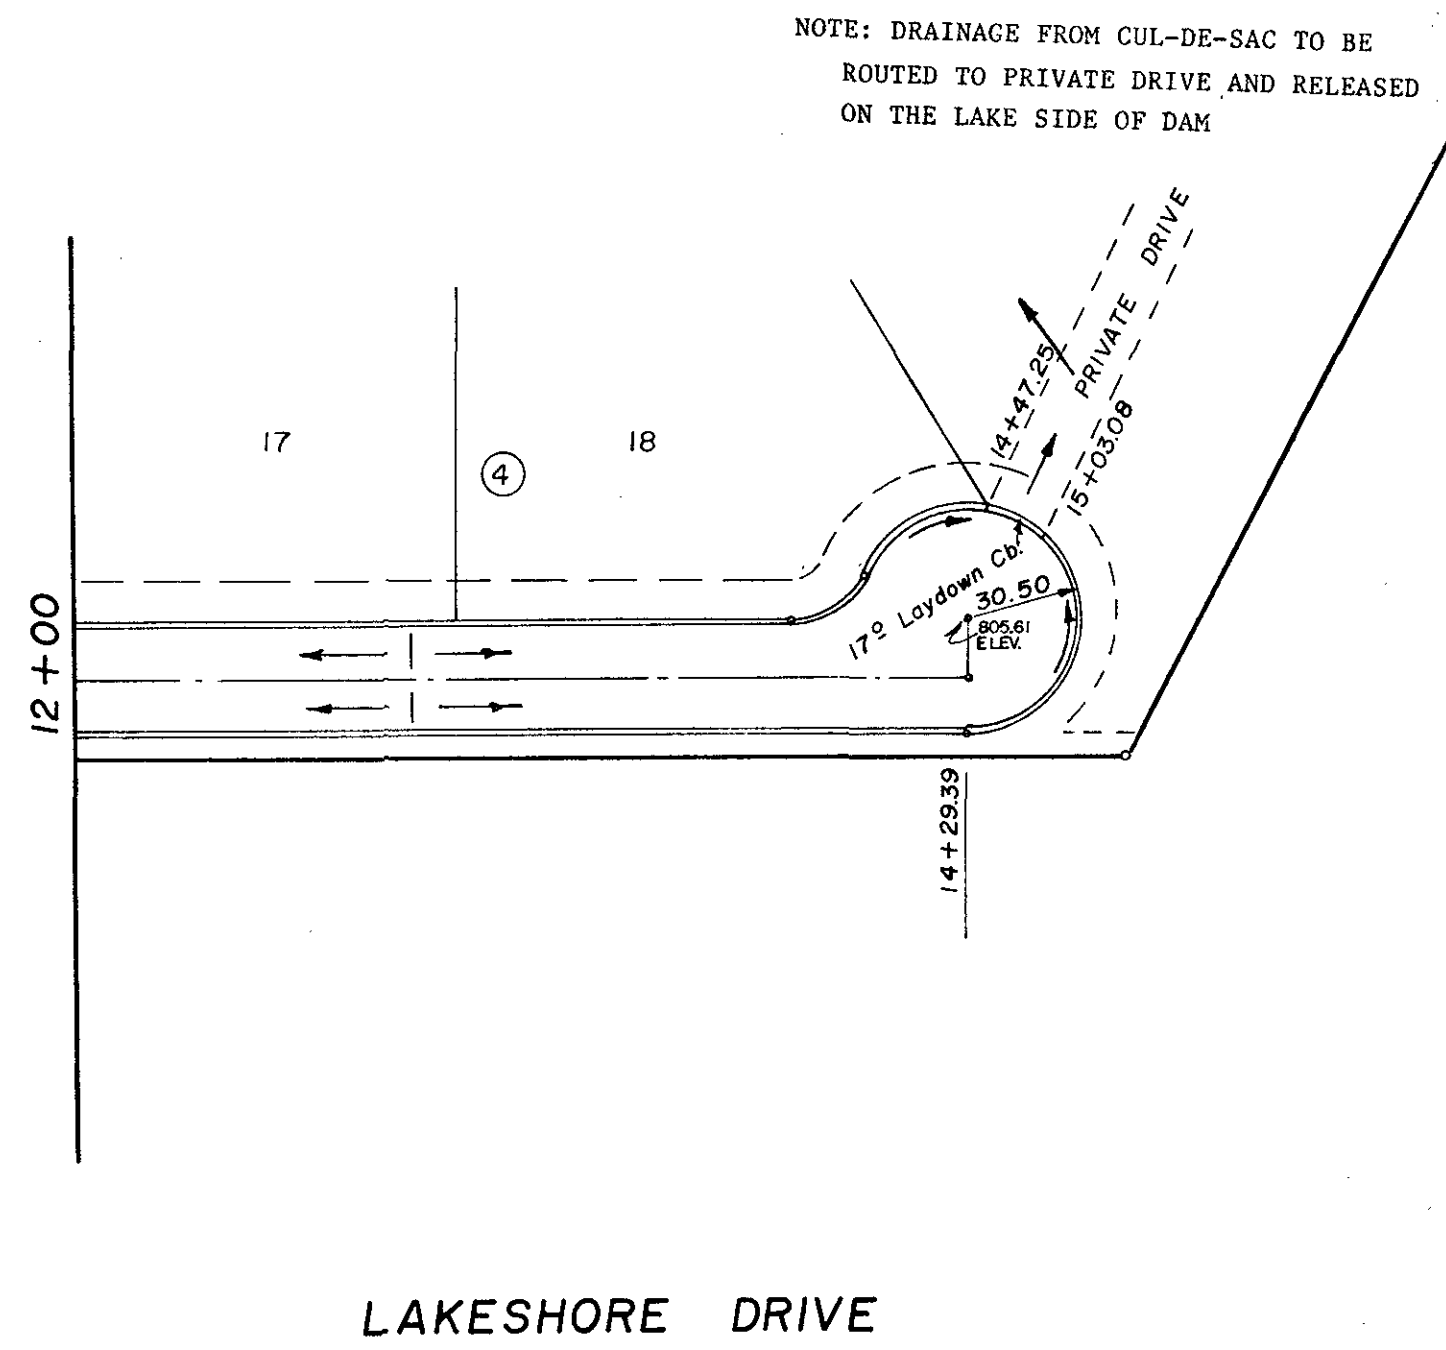 NOTE: DRAINAGE FROM CUL-DE-SAC TO BE
ROUTED TO PRIVATE DRIVE AND RELEASED
ON THE LAKE SIDE OF DAM
PRIVATE DRIVE
14+47.25
15+03.08
17
18
4
17º Laydown Cb.
30.50
805.61
ELEV.
12+00
14+29.39
LAKESHORE DRIVE